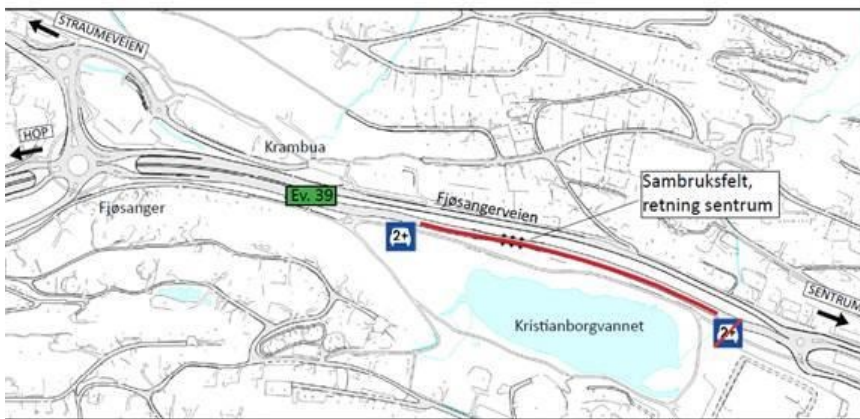 STRAUMEVEIEN
HOP
Krambua
Fjøsanger
Ev. 39
Fjøsangerveien
Sambruksfelt,
retning sentrum
2+
Kristianborgvannet
SENTRUM
2+